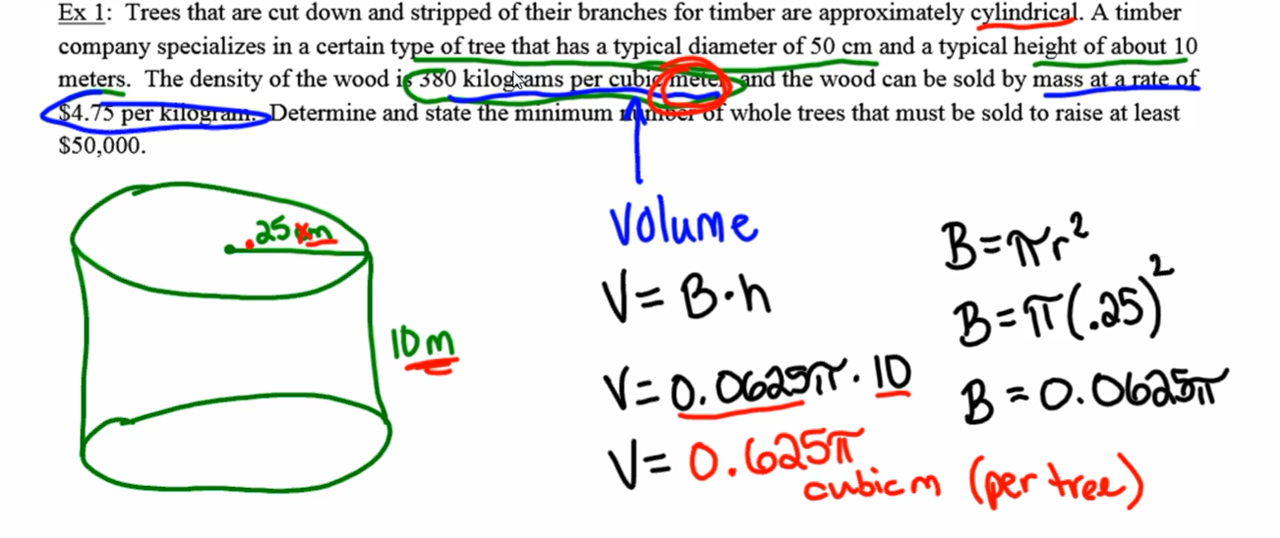 Ex 1: Trees that are cut down and stripped of their branches for timber are approximately cylindrical. A timber
company specializes in a certain type of tree that has a typical diameter of 50 cm and a typical height of about 10
meters. The density of the wood is 380 kilograms per cubic meter and the wood can be sold by mass at a rate of
$4.75 per kilogram. Determine and state the minimum number of whole trees that must be sold to raise at least
$50,000.
.25 m
10m
Volume
V = B·h
V = 0.0625π · 10
V = 0.625π
cubic m (per tree)
B = πr²
B = π(.25)²
B = 0.0625π